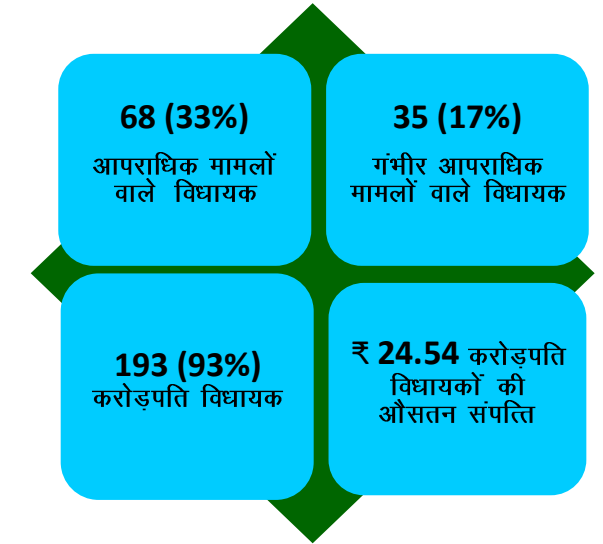 68 (33%)
आपराधिक मामलों
वाले विधायक
35 (17%)
गंभीर आपराधिक
मामलों वाले विधायक
193 (93%)
करोड़पति विधायक
₹ 24.54 करोड़पति
विधायकों की
औसतन संपत्ति